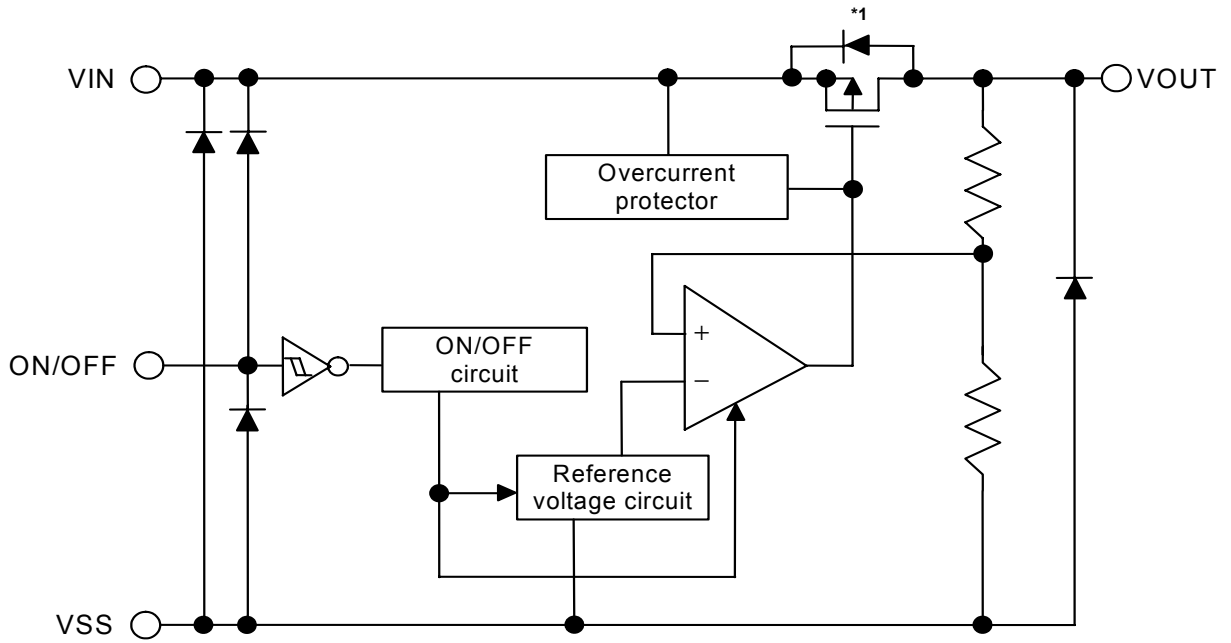 *1
VIN
VOUT
Overcurrent
protector
+
ON/OFF
ON/OFF
circuit
−
Reference
voltage circuit
VSS